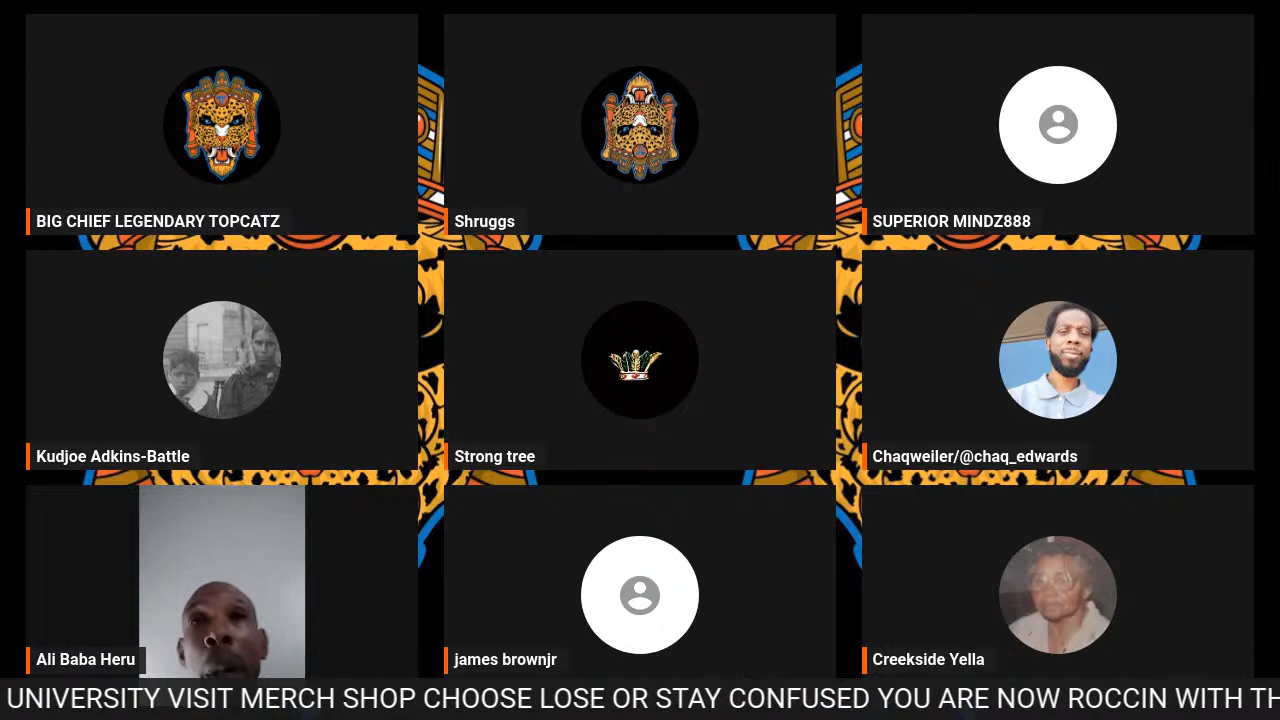 BIG CHIEF LEGENDARY TOPCATZ
Shruggs
SUPERIOR MINDZ888
Kudjoe Adkins-Battle
Strong tree
Chaqweiler/@chaq_edwards
Ali Baba Heru
james brownjr
Creekside Yella
UNIVERSITY VISIT MERCH SHOP CHOOSE LOSE OR STAY CONFUSED YOU ARE NOW ROCCIN WITH TH